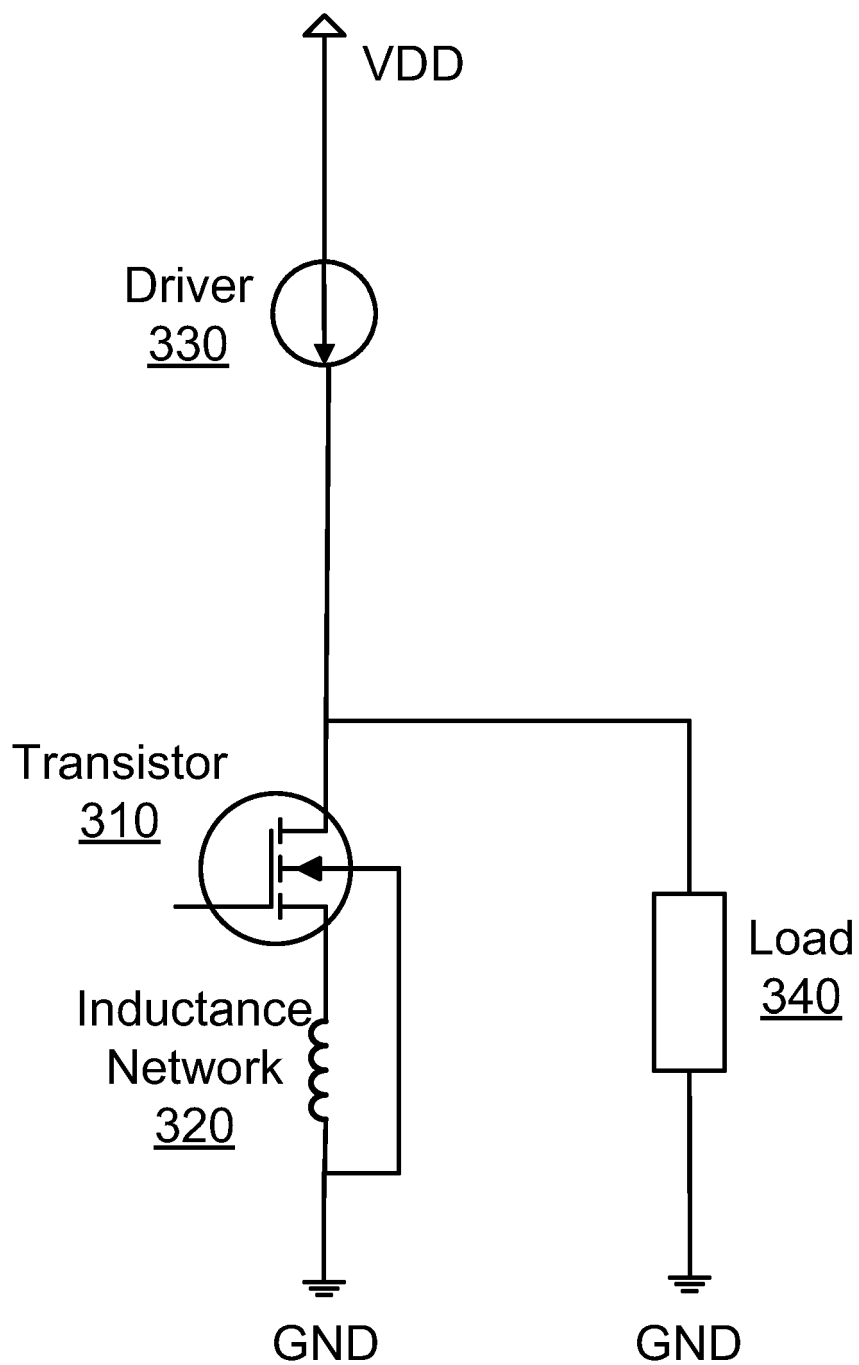 VDD
Driver
330
Transistor
310
Load
340
Inductance
Network
320
GND
GND